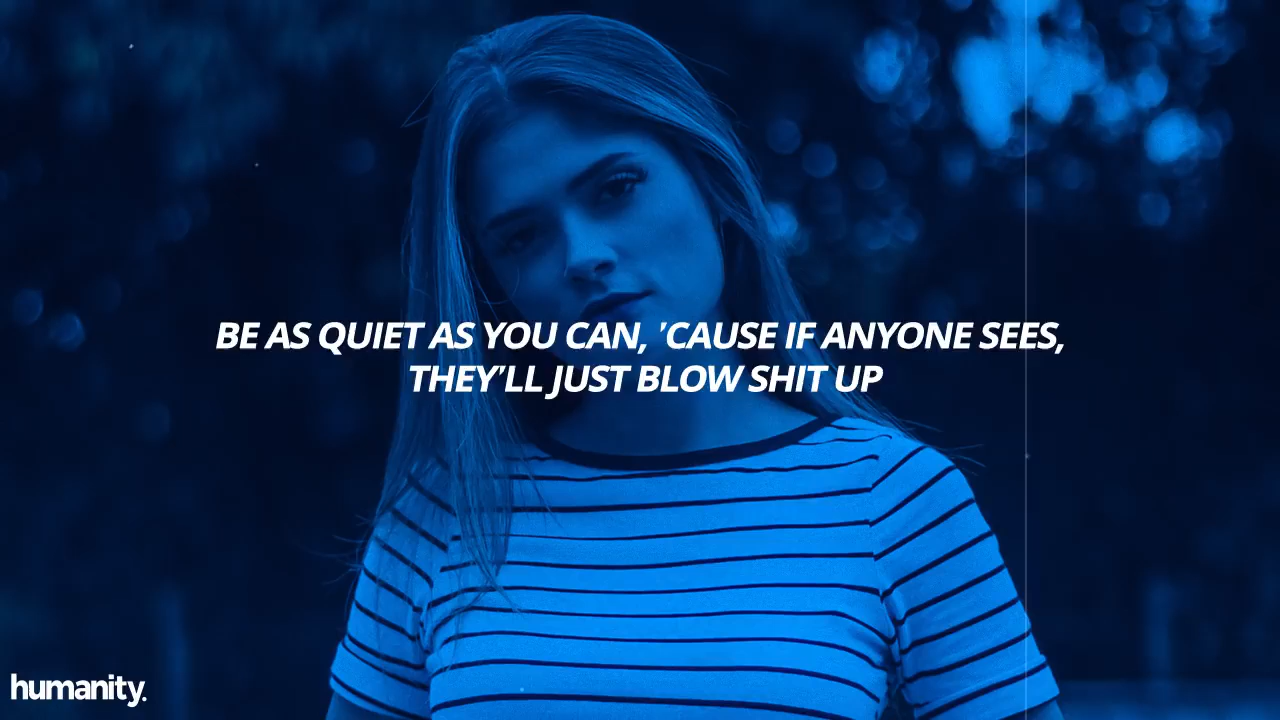 BE AS QUIET AS YOU CAN, 'CAUSE IF ANYONE SEES,
THEY'LL JUST BLOW SHIT UP
humanity.